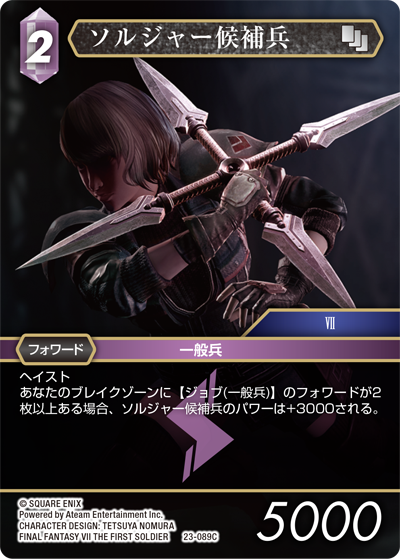 2
ソルジャー候補兵
VII
フォワード
一般兵
ヘイスト
あなたのブレイクゾーンに【ジョブ(一般兵)】のフォワードが2
枚以上ある場合、ソルジャー候補兵のパワーは+3000される。
© SQUARE ENIX
Powered by Ateam Entertainment Inc.
CHARACTER DESIGN: TETSUYA NOMURA
FINAL FANTASY VII THE FIRST SOLDIER
23-089C
5000